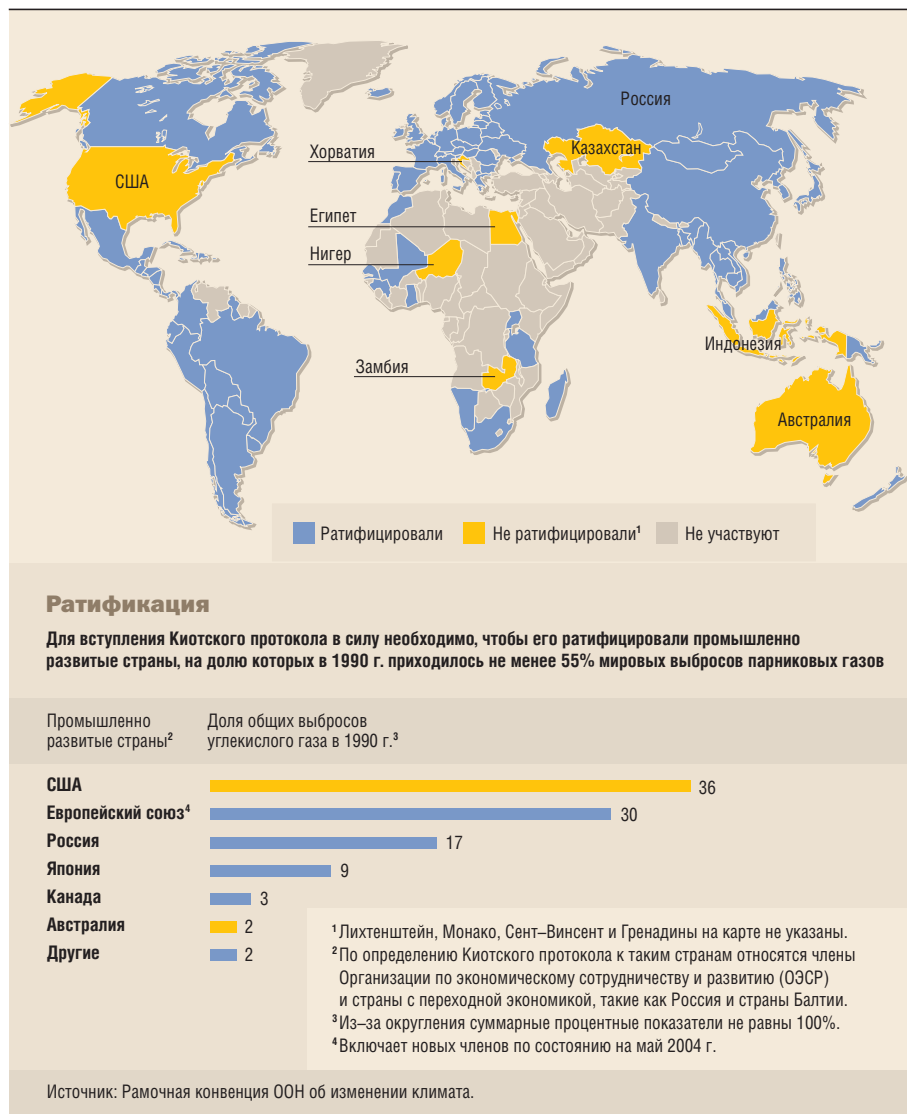 Россия
Казахстан
Хорватия
США
Египет
Нигер
Индонезия
Замбия
Австралия
Ратифицировали Не ратифицировали¹ Не участвуют
Ратификация
Для вступления Киотского протокола в силу необходимо, чтобы его ратифицировали промышленно
развитые страны, на долю которых в 1990 г. приходилось не менее 55% мировых выбросов парниковых газов
Промышленно
развитые страны²
Доля общих выбросов
углекислого газа в 1990 г.³
США 36
Европейский союз⁴ 30
Россия 17
Япония 9
Канада 3
Австралия 2
Другие 2
¹Лихтенштейн, Монако, Сент–Винсент и Гренадины на карте не указаны.
²По определению Киотского протокола к таким странам относятся члены
Организации по экономическому сотрудничеству и развитию (ОЭСР)
и страны с переходной экономикой, такие как Россия и страны Балтии.
³Из–за округления суммарные процентные показатели не равны 100%.
⁴Включает новых членов по состоянию на май 2004 г.
Источник: Рамочная конвенция ООН об изменении климата.